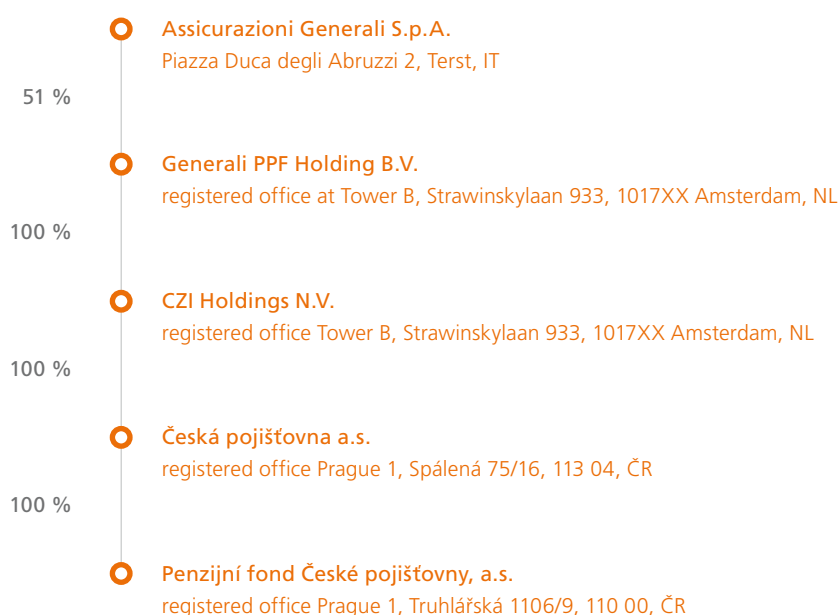 Assicurazioni Generali S.p.A.
Piazza Duca degli Abruzzi 2, Terst, IT
51 %
Generali PPF Holding B.V.
registered office at Tower B, Strawinskylaan 933, 1017XX Amsterdam, NL
100 %
CZI Holdings N.V.
registered office Tower B, Strawinskylaan 933, 1017XX Amsterdam, NL
100 %
Česká pojišťovna a.s.
registered office Prague 1, Spálená 75/16, 113 04, ČR
100 %
Penzijní fond České pojišťovny, a.s.
registered office Prague 1, Truhlářská 1106/9, 110 00, ČR